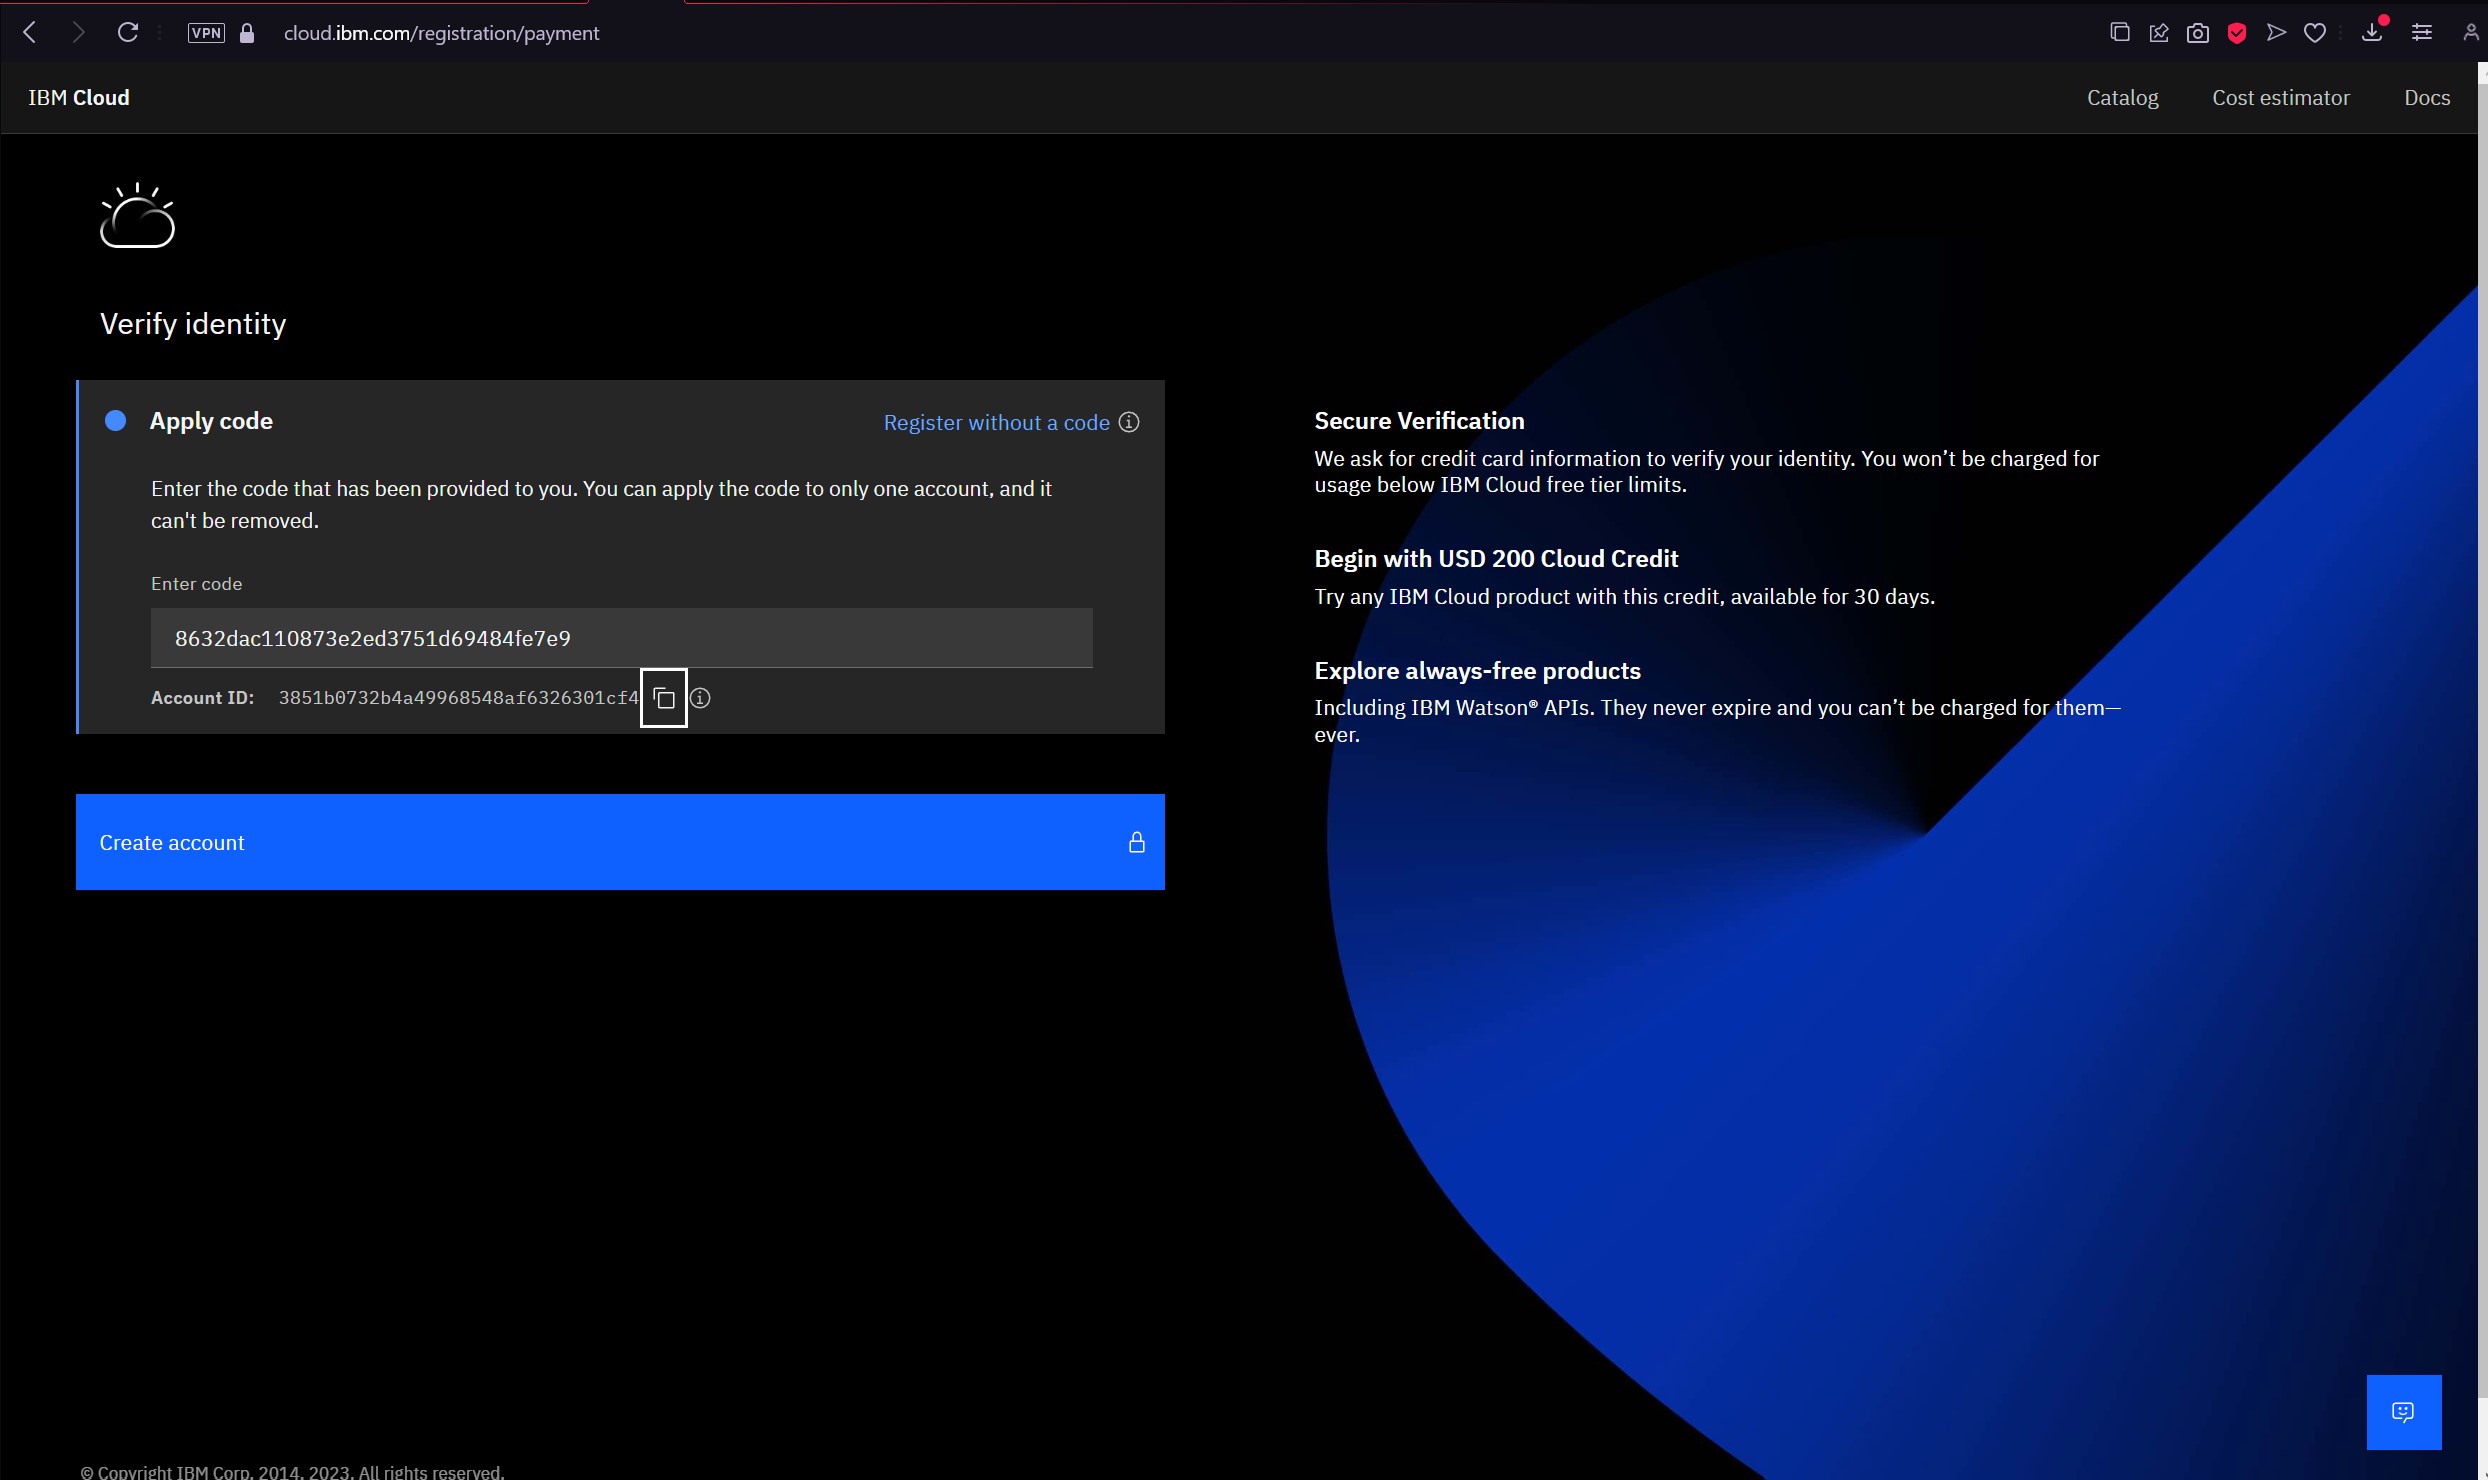 VPN
cloud.ibm.com/registration/payment
IBM Cloud
Catalog
Cost estimator
Docs
Verify identity
Apply code
Register without a code
Enter the code that has been provided to you. You can apply the code to only one account, and it
can't be removed.
Enter code
8632dac110873e2ed3751d69484fe7e9
Account ID: 3851b0732b4a49968548af6326301cf4
Create account
Secure Verification
We ask for credit card information to verify your identity. You won’t be charged for
usage below IBM Cloud free tier limits.
Begin with USD 200 Cloud Credit
Try any IBM Cloud product with this credit, available for 30 days.
Explore always-free products
Including IBM Watson® APIs. They never expire and you can’t be charged for them—
ever.
© Copyright IBM Corp. 2014, 2023. All rights reserved.